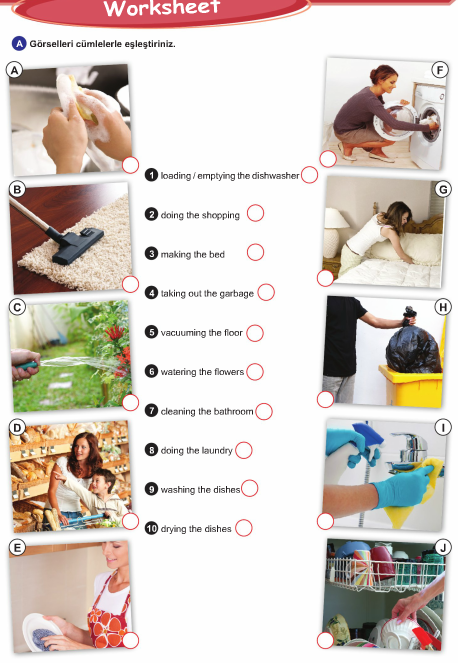 Worksheet
A Görselleri cümlelerle eşleştiriniz.
A
F
1 loading / emptying the dishwasher
B
G
2 doing the shopping
3 making the bed
4 taking out the garbage
C
H
5 vacuuming the floor
6 watering the flowers
7 cleaning the bathroom
D
I
8 doing the laundry
9 washing the dishes
10 drying the dishes
E
J